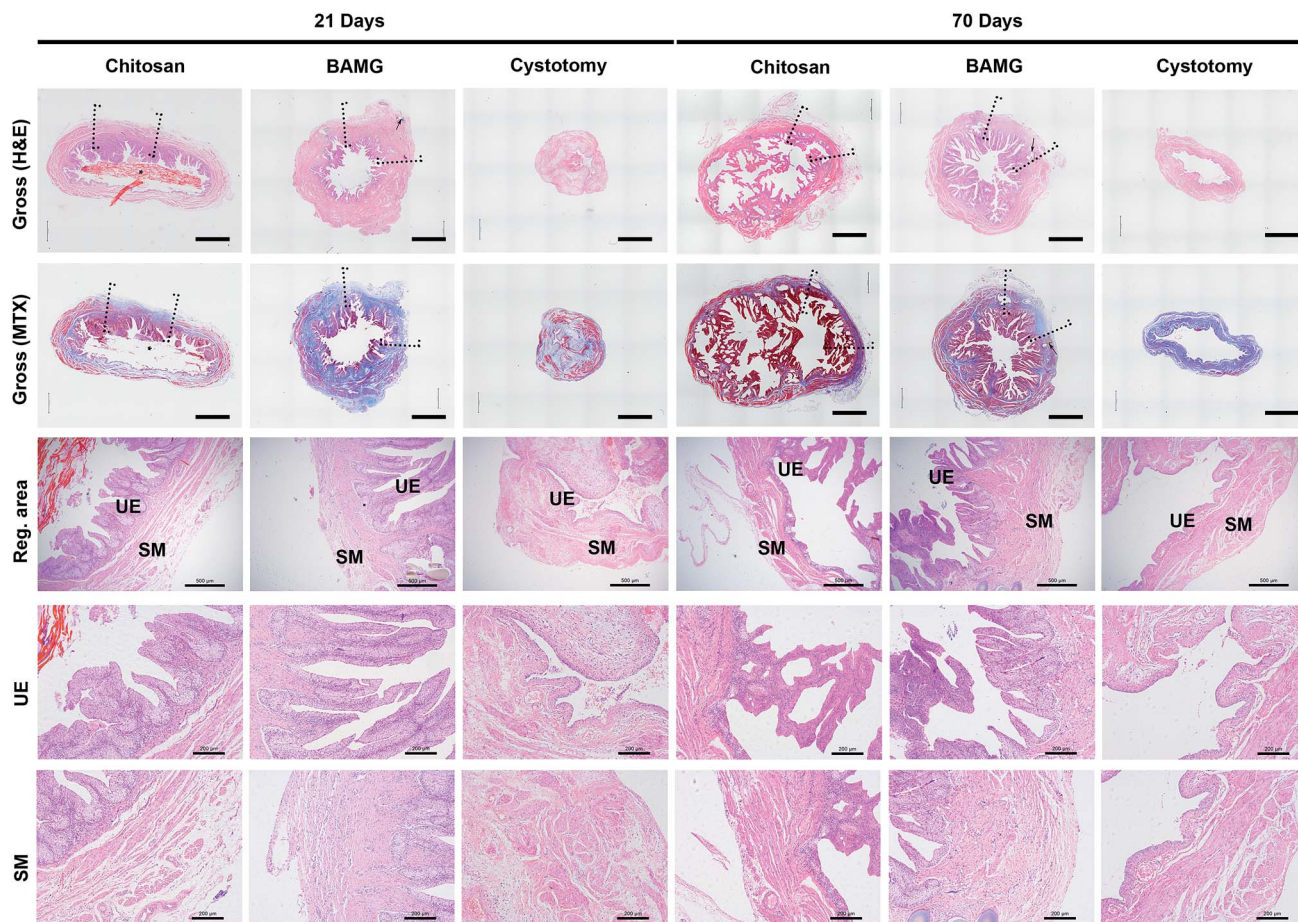 21 Days 70 Days
Chitosan BAMG Cystotomy Chitosan BAMG Cystotomy
Gross (H&E)
Gross (MTX)
Reg. area
UE UE UE UE UE UE
SM SM SM SM SM SM
500 µm 500 µm 500 µm 500 µm 500 µm 500 µm
UE
200 µm 200 µm 200 µm 200 µm 200 µm 200 µm
SM
200 µm 200 µm 200 µm 200 µm 200 µm 200 µm